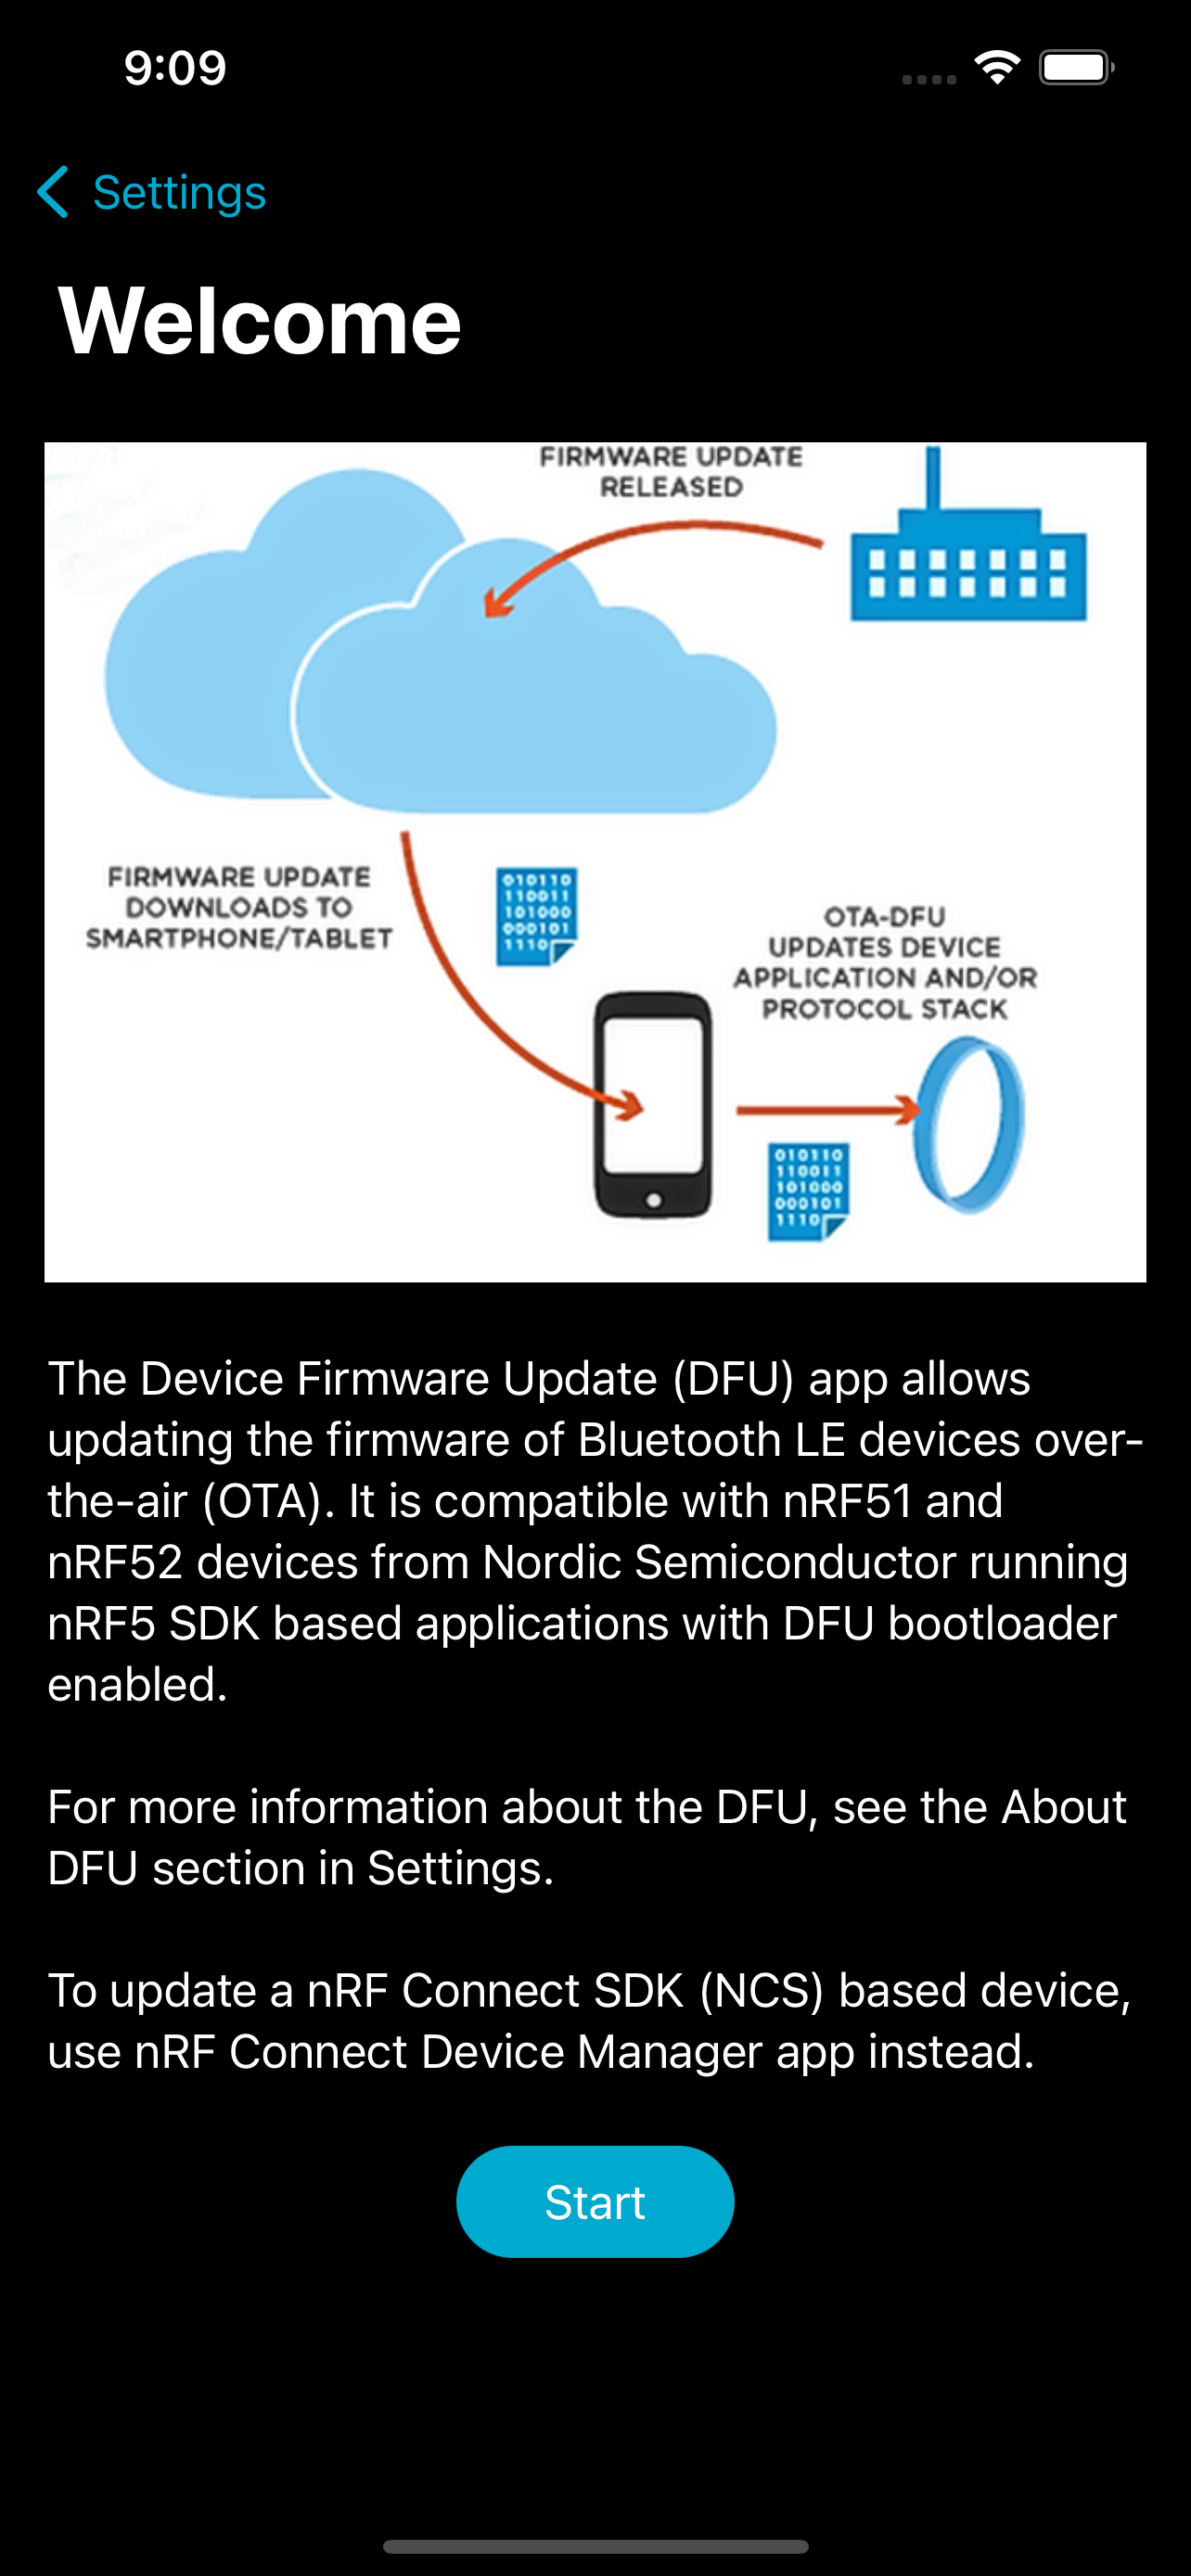 9:09
Settings
Welcome
FIRMWARE UPDATE
RELEASED
FIRMWARE UPDATE
DOWNLOADS TO
SMARTPHONE/TABLET
010110
110011
101000
000101
1110
OTA-DFU
UPDATES DEVICE
APPLICATION AND/OR
PROTOCOL STACK
010110
110011
101000
000101
1110
The Device Firmware Update (DFU) app allows
updating the firmware of Bluetooth LE devices over-
the-air (OTA). It is compatible with nRF51 and
nRF52 devices from Nordic Semiconductor running
nRF5 SDK based applications with DFU bootloader
enabled.
For more information about the DFU, see the About
DFU section in Settings.
To update a nRF Connect SDK (NCS) based device,
use nRF Connect Device Manager app instead.
Start